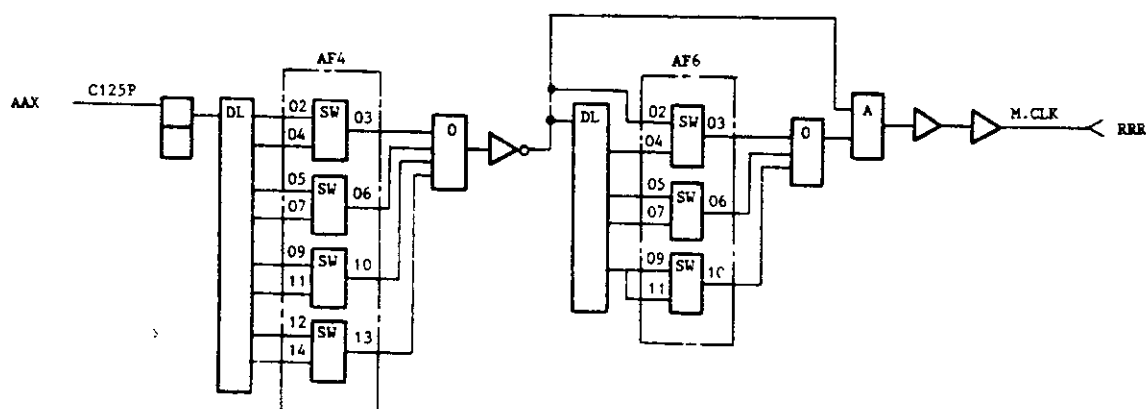 AF4
AF6
AAX C125P
DL 02 SW 03
04
O
05 SW 06
07
09 SW 10
11
12 SW 13
14
DL 02 SW 03
04
O
05 SW 06
07
09 SW 10
11
A
M.CLK RRR